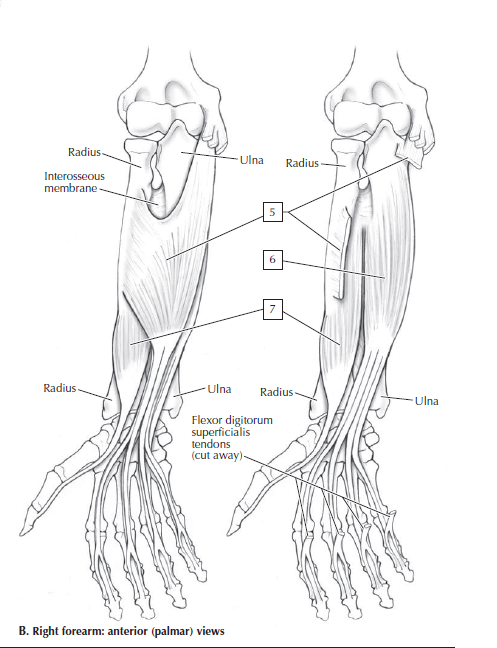 Radius
Ulna
Interosseous
membrane
Radius
5
6
7
Radius
Ulna
Radius
Ulna
Flexor digitorum
superficialis
tendons
(cut away)
B. Right forearm: anterior (palmar) views